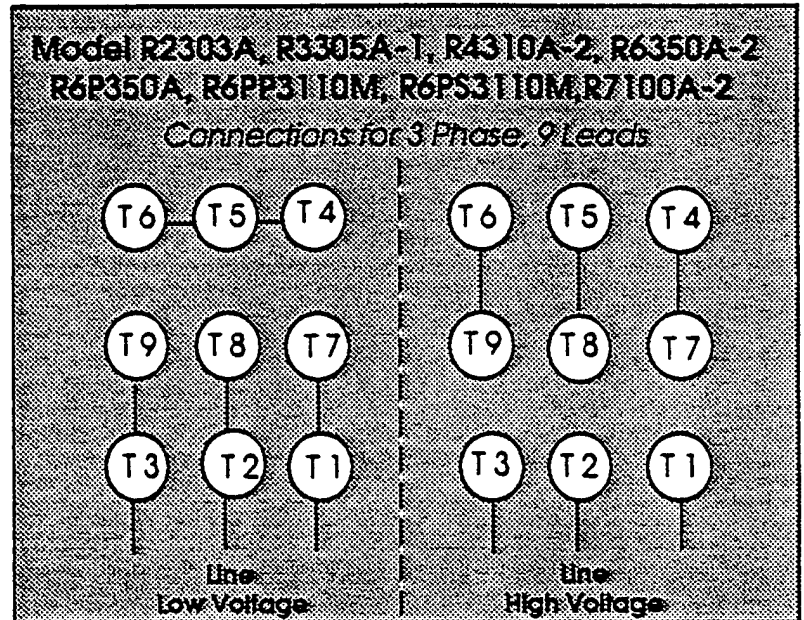 Model R2303A, R3305A-1, R4310A-2, R6350A-2
R6P350A, R6PP3110M, R6PS3110M,R7100A-2
Connections for 3 Phase, 9 Leads
T6 T5 T4
T9 T8 T7
T3 T2 T1
Line
Low Voltage
T6 T5 T4
T9 T8 T7
T3 T2 T1
Line
High Voltage